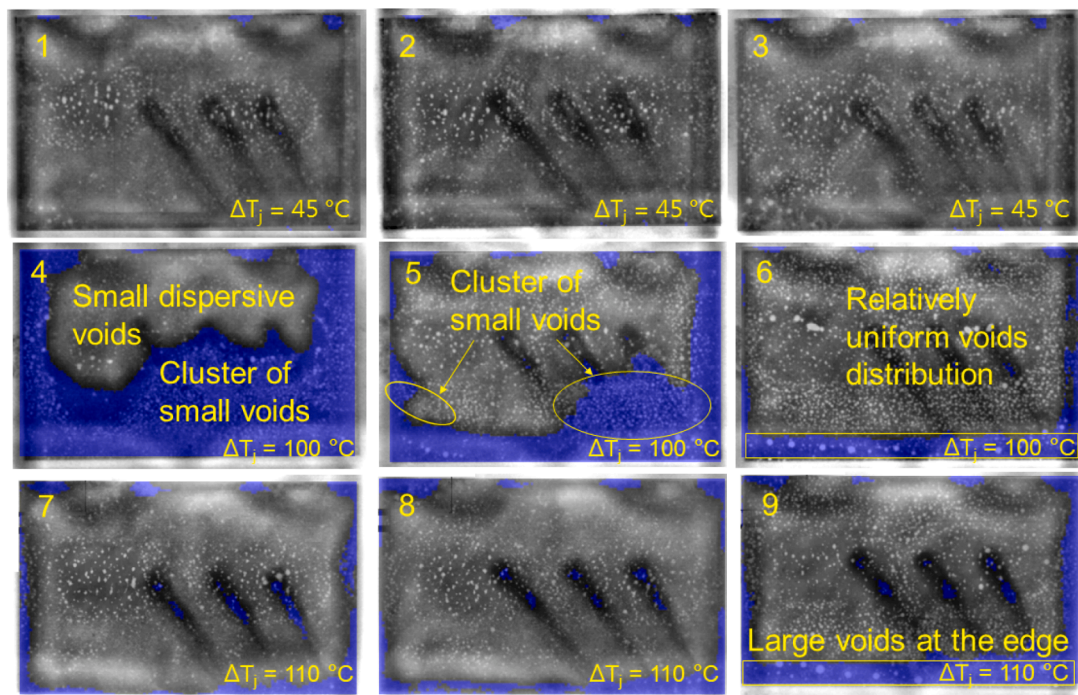 1
ΔTj = 45 °C
2
ΔTj = 45 °C
3
ΔTj = 45 °C
4
Small dispersive
voids
Cluster of
small voids
ΔTj = 100 °C
5
Cluster of
small voids
ΔTj = 100 °C
6
Relatively
uniform voids
distribution
ΔTj = 100 °C
7
ΔTj = 110 °C
8
ΔTj = 110 °C
9
Large voids at the edge
ΔTj = 110 °C